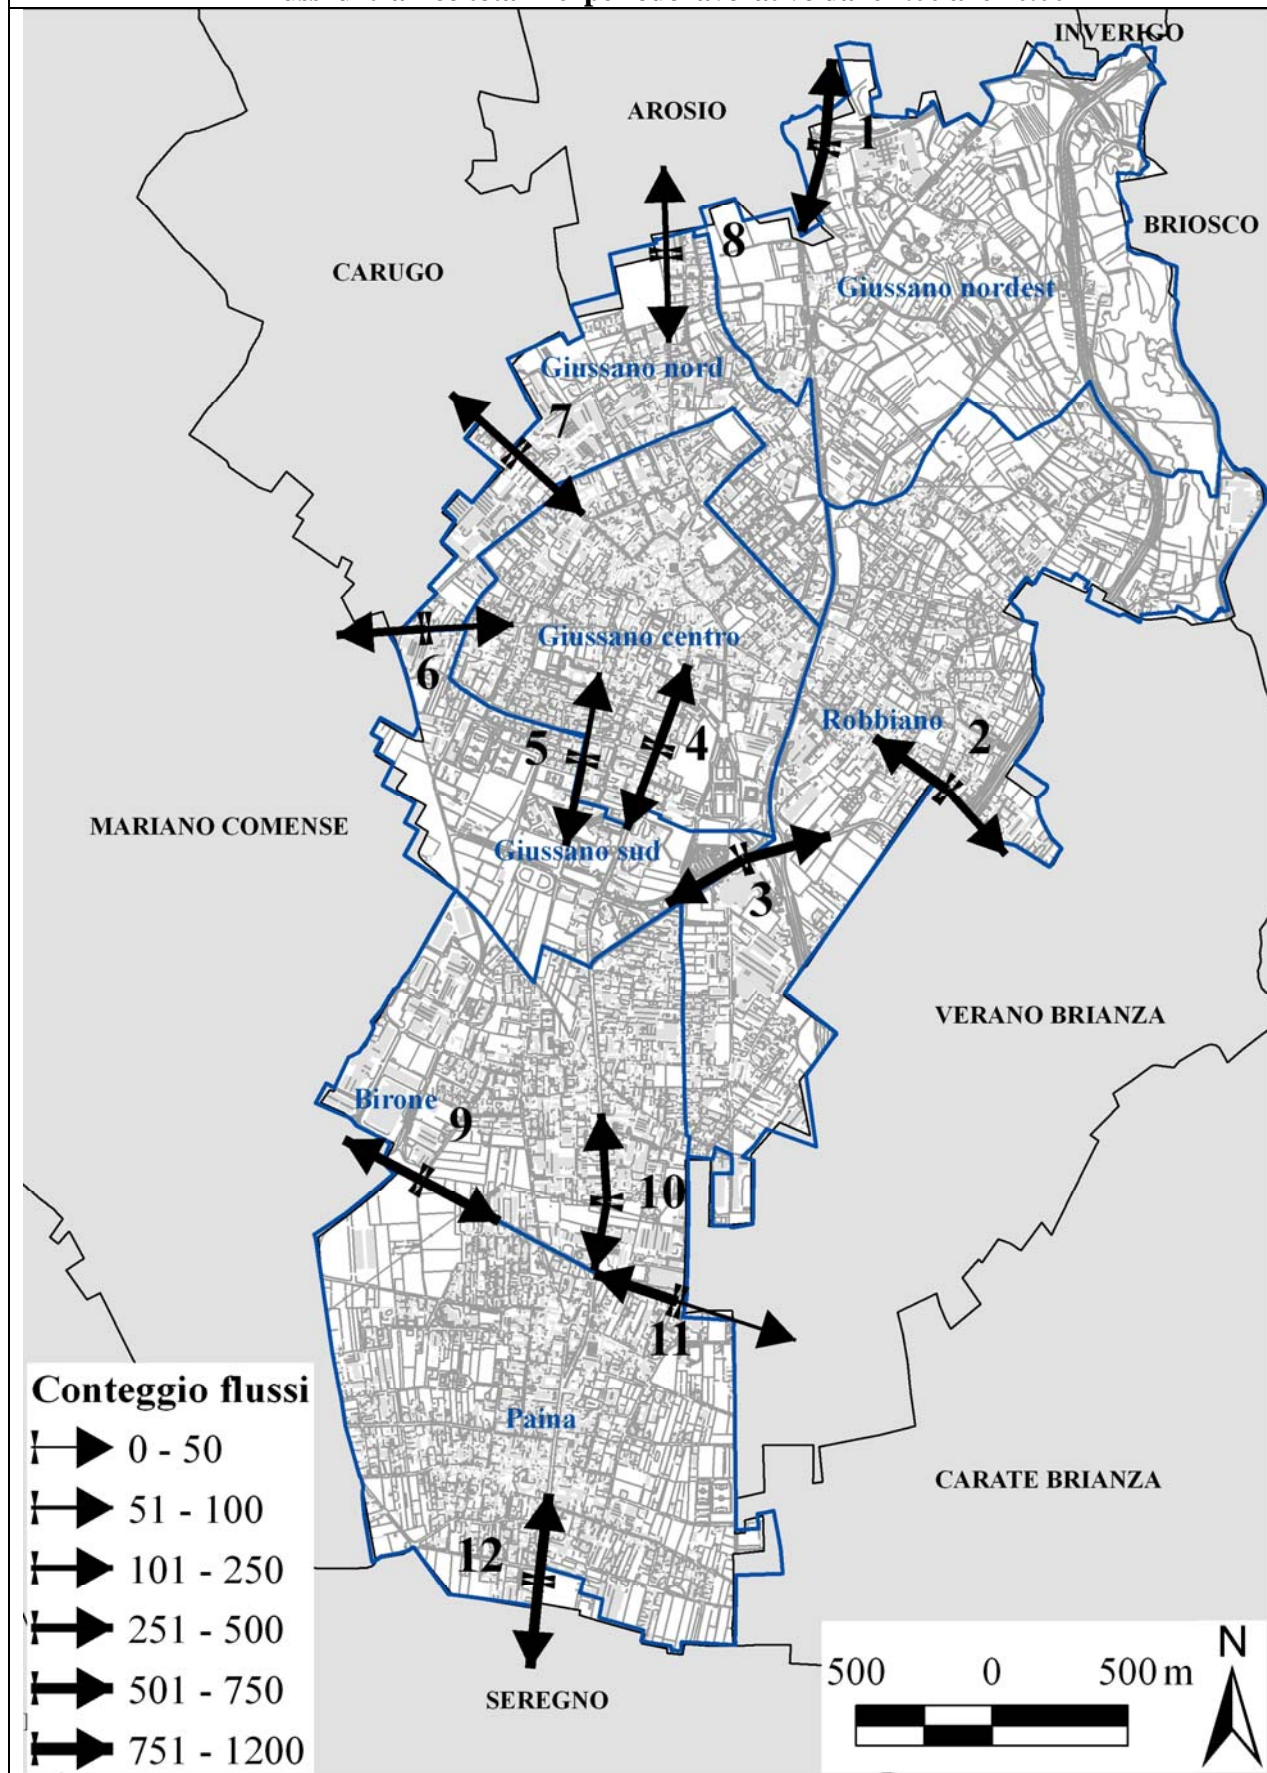 INVERIGO
AROSIO
1
BRIOSCO
8
CARUGO
Giussano nordest
Giussano nord
7
Giussano centro
6
Robbiano
2
5
4
MARIANO COMENSE
Giussano sud
3
VERANO BRIANZA
Birone
9
10
11
Conteggio flussi
0 - 50
51 - 100
101 - 250
251 - 500
501 - 750
751 - 1200
Paina
CARATE BRIANZA
12
SEREGNO
500 0 500 m
N